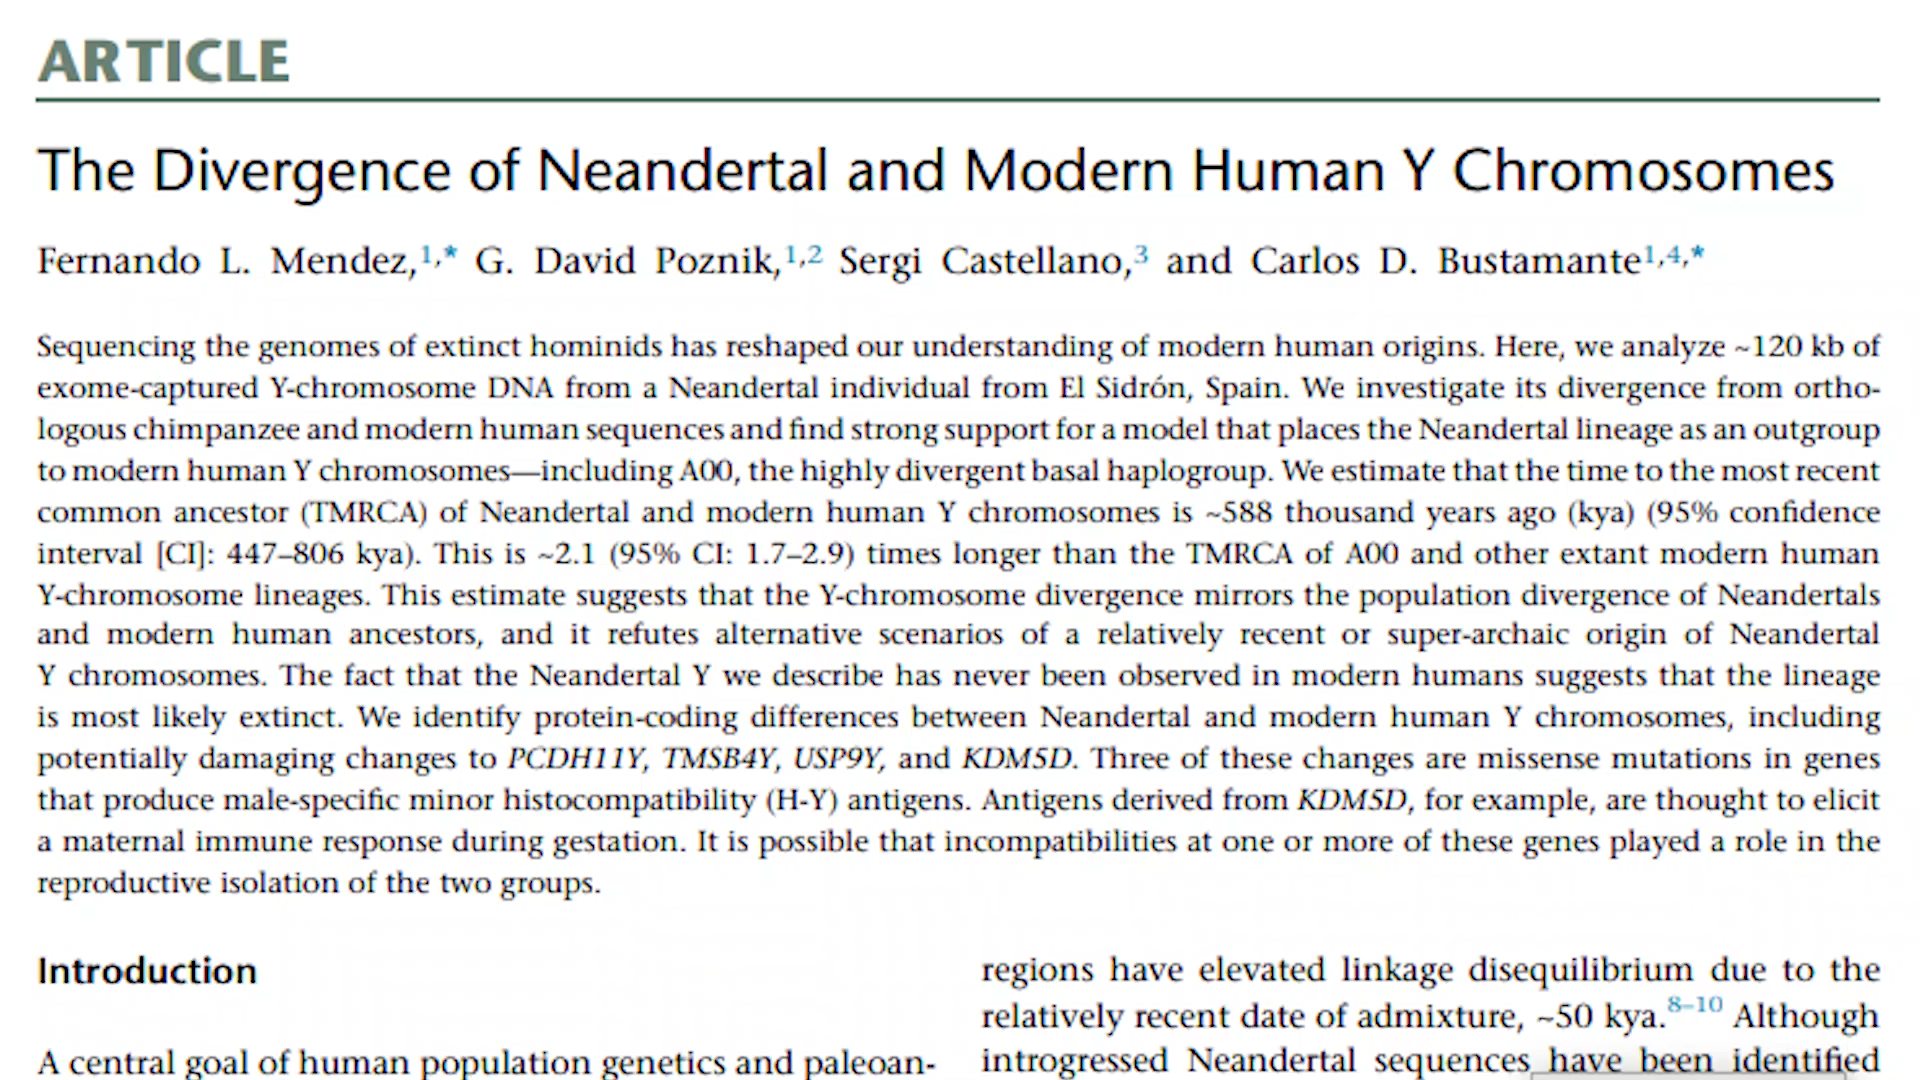 ARTICLE
The Divergence of Neandertal and Modern Human Y Chromosomes
Fernando L. Mendez,1,* G. David Poznik,1,2 Sergi Castellano,3 and Carlos D. Bustamante1,4,*
Sequencing the genomes of extinct hominids has reshaped our understanding of modern human origins. Here, we analyze ~120 kb of
exome-captured Y-chromosome DNA from a Neandertal individual from El Sidrón, Spain. We investigate its divergence from ortho-
logous chimpanzee and modern human sequences and find strong support for a model that places the Neandertal lineage as an outgroup
to modern human Y chromosomes—including A00, the highly divergent basal haplogroup. We estimate that the time to the most recent
common ancestor (TMRCA) of Neandertal and modern human Y chromosomes is ~588 thousand years ago (kya) (95% confidence
interval [CI]: 447–806 kya). This is ~2.1 (95% CI: 1.7–2.9) times longer than the TMRCA of A00 and other extant modern human
Y-chromosome lineages. This estimate suggests that the Y-chromosome divergence mirrors the population divergence of Neandertals
and modern human ancestors, and it refutes alternative scenarios of a relatively recent or super-archaic origin of Neandertal
Y chromosomes. The fact that the Neandertal Y we describe has never been observed in modern humans suggests that the lineage
is most likely extinct. We identify protein-coding differences between Neandertal and modern human Y chromosomes, including
potentially damaging changes to PCDH11Y, TMSB4Y, USP9Y, and KDM5D. Three of these changes are missense mutations in genes
that produce male-specific minor histocompatibility (H-Y) antigens. Antigens derived from KDM5D, for example, are thought to elicit
a maternal immune response during gestation. It is possible that incompatibilities at one or more of these genes played a role in the
reproductive isolation of the two groups.
Introduction
A central goal of human population genetics and paleoan-
regions have elevated linkage disequilibrium due to the
relatively recent date of admixture, ~50 kya.8–10 Although
introgressed Neandertal sequences have been identified